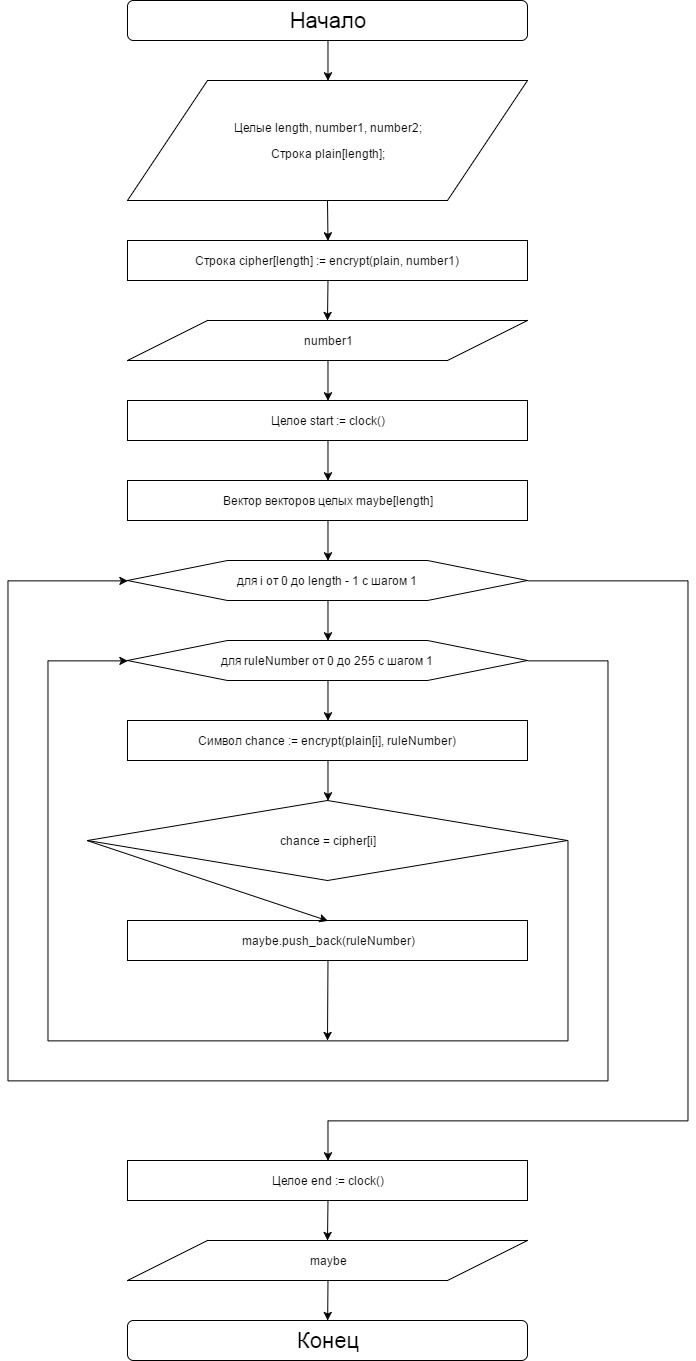 Начало
Целые length, number1, number2;
Строка plain[length];
Строка cipher[length] := encrypt(plain, number1)
number1
Целое start := clock()
Вектор векторов целых maybe[length]
для i от 0 до length - 1 с шагом 1
для ruleNumber от 0 до 255 с шагом 1
Символ chance := encrypt(plain[i], ruleNumber)
chance = cipher[i]
maybe.push_back(ruleNumber)
Целое end := clock()
maybe
Конец